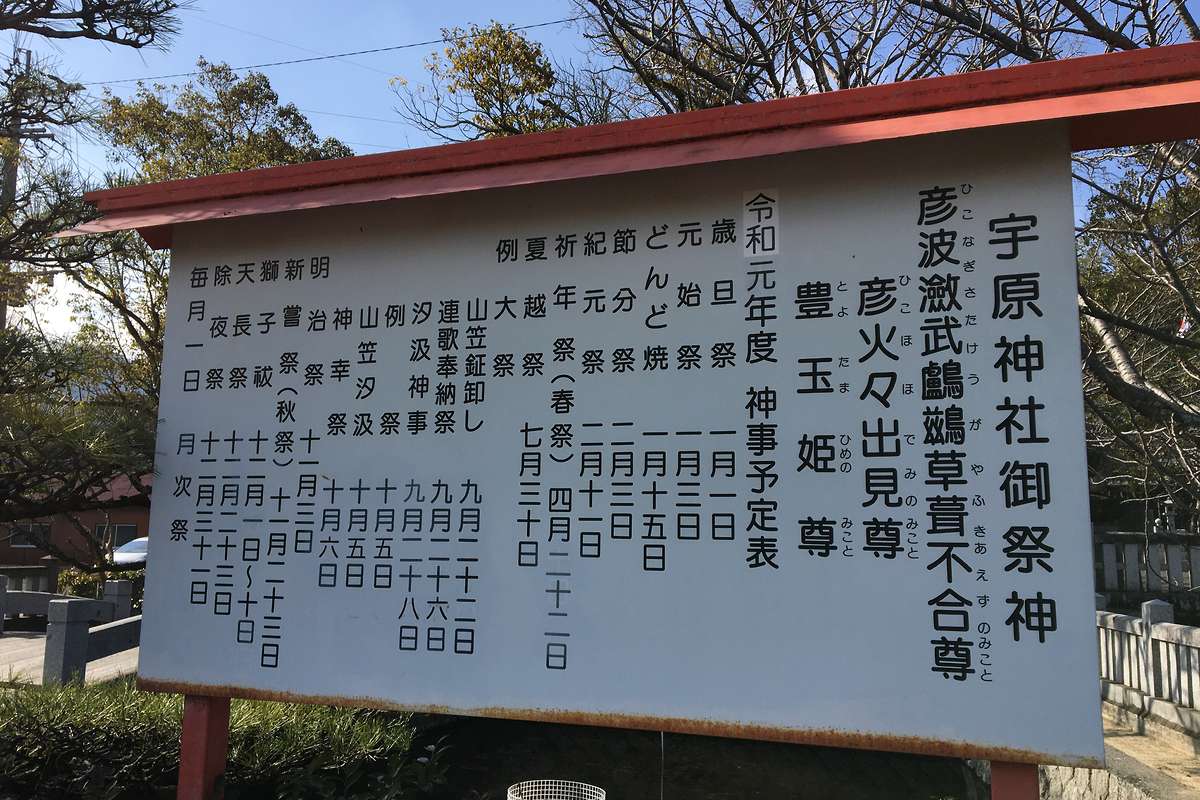 宇原神社御祭神
彦波瀲武鸕鷀草葺不合尊
ひこなぎさたけうがやふきあえずのみこと
彦火々出見尊
ひこほほでみのみこと
豊玉姫尊
とよたまひめのみこと
令和元年度 神事予定表
歳旦祭 一月一日
元始祭 一月三日
どんど焼 一月十五日
節分祭 二月三日
紀元祭 二月十一日
祈年祭(春祭) 四月二十二日
夏越祭 七月三十日
例大祭
山笠鉦卸し 九月二十二日
連歌奉納祭 九月二十六日
汐汲神事 九月二十八日
例祭 十月五日
山笠汐汲 十月五日
神幸祭 十月六日
明治祭 十一月三日
新嘗祭(秋祭) 十一月二十三日
獅子祓 十二月一日〜十日
天長祭 十二月二十三日
除夜祭 十二月三十一日
毎月一日 月次祭